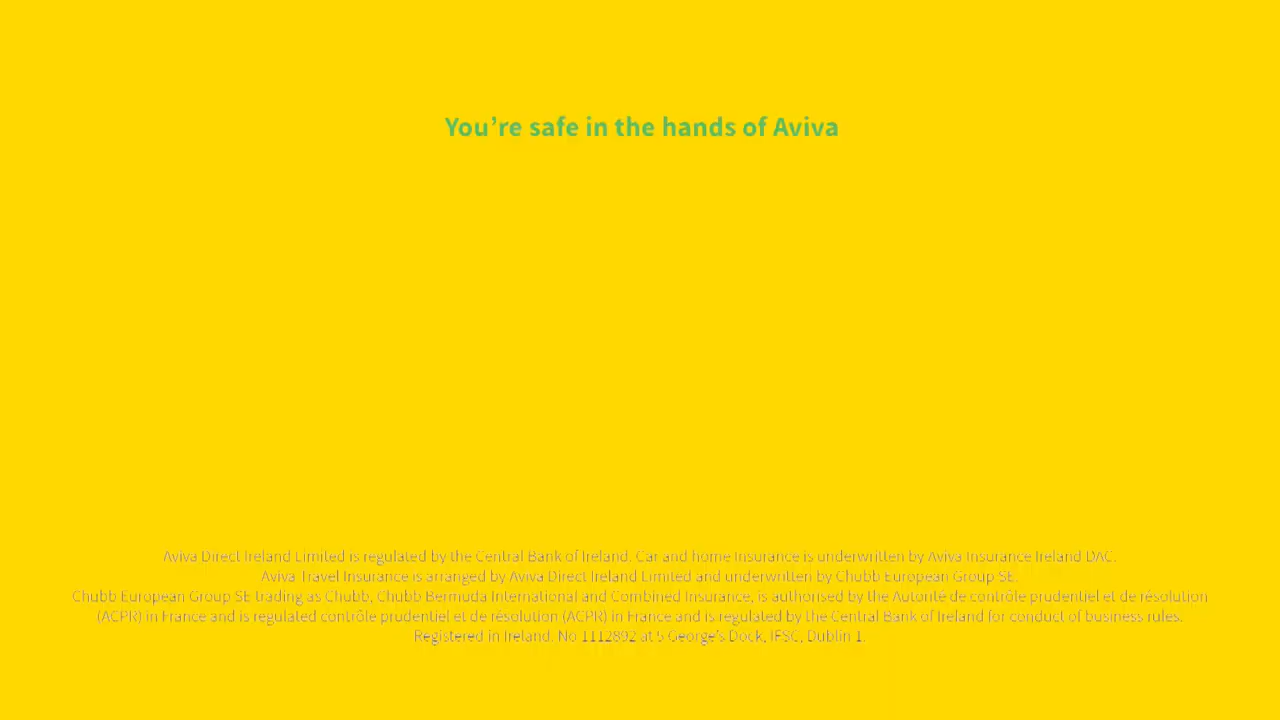 You’re safe in the hands of Aviva
Aviva Direct Ireland Limited is regulated by the Central Bank of Ireland. Car and home Insurance is underwritten by Aviva Insurance Ireland DAC.
Aviva Travel Insurance is arranged by Aviva Direct Ireland Limited and underwritten by Chubb European Group SE.
Chubb European Group SE trading as Chubb, Chubb Bermuda International and Combined Insurance, is authorised by the Autorité de contrôle prudentiel et de résolution
(ACPR) in France and is regulated contrôle prudentiel et de résolution (ACPR) in France and is regulated by the Central Bank of Ireland for conduct of business rules.
Registered in Ireland. No 1112892 at 5 George’s Dock, IFSC, Dublin 1.